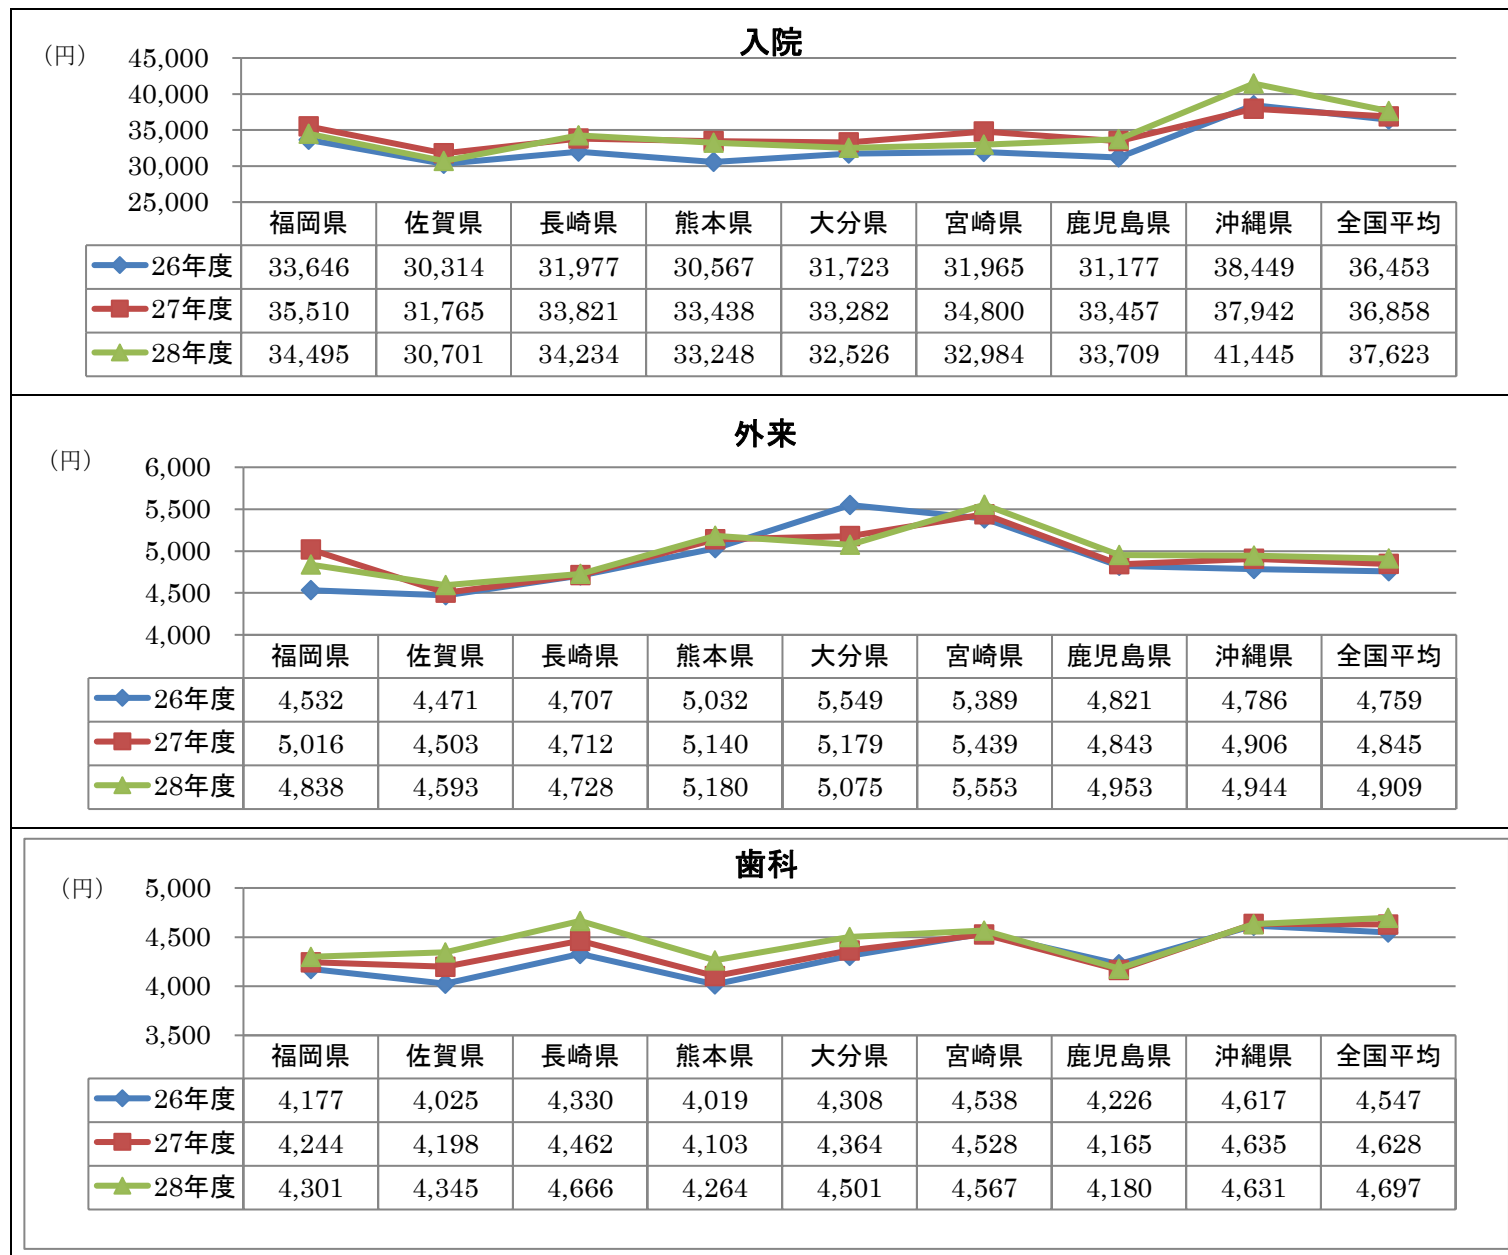 入院
（円）
45,000
40,000
35,000
30,000
25,000
福岡県 佐賀県 長崎県 熊本県 大分県 宮崎県 鹿児島県 沖縄県 全国平均
26年度 33,646 30,314 31,977 30,567 31,723 31,965 31,177 38,449 36,453
27年度 35,510 31,765 33,821 33,438 33,282 34,800 33,457 37,942 36,858
28年度 34,495 30,701 34,234 33,248 32,526 32,984 33,709 41,445 37,623
外来
（円）
6,000
5,500
5,000
4,500
4,000
福岡県 佐賀県 長崎県 熊本県 大分県 宮崎県 鹿児島県 沖縄県 全国平均
26年度 4,532 4,471 4,707 5,032 5,549 5,389 4,821 4,786 4,759
27年度 5,016 4,503 4,712 5,140 5,179 5,439 4,843 4,906 4,845
28年度 4,838 4,593 4,728 5,180 5,075 5,553 4,953 4,944 4,909
歯科
（円）
5,000
4,500
4,000
3,500
福岡県 佐賀県 長崎県 熊本県 大分県 宮崎県 鹿児島県 沖縄県 全国平均
26年度 4,177 4,025 4,330 4,019 4,308 4,538 4,226 4,617 4,547
27年度 4,244 4,198 4,462 4,103 4,364 4,528 4,165 4,635 4,628
28年度 4,301 4,345 4,666 4,264 4,501 4,567 4,180 4,631 4,697